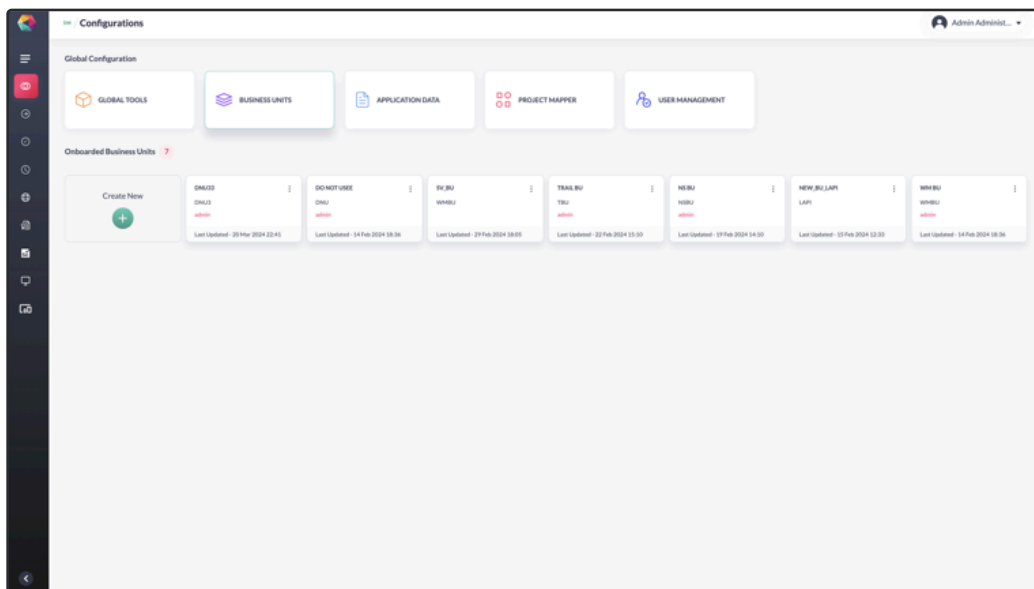 / Configurations
Admin Administ...
Global Configuration
GLOBAL TOOLS
BUSINESS UNITS
APPLICATION DATA
PROJECT MAPPER
USER MANAGEMENT
Onboarded Business Units 7
Create New
DNU33
DNU3
admin
Last Updated - 20 Mar 2024 22:41
DO NOT USEE
DNU
admin
Last Updated - 14 Feb 2024 18:36
SV_BU
WMBU
Last Updated - 29 Feb 2024 18:05
TRAIL BU
TBU
admin
Last Updated - 22 Feb 2024 15:10
NS BU
NSBU
admin
Last Updated - 19 Feb 2024 14:10
NEW_BU_LAPI
LAPI
Last Updated - 15 Feb 2024 12:33
WM BU
WMBU
admin
Last Updated - 14 Feb 2024 18:36